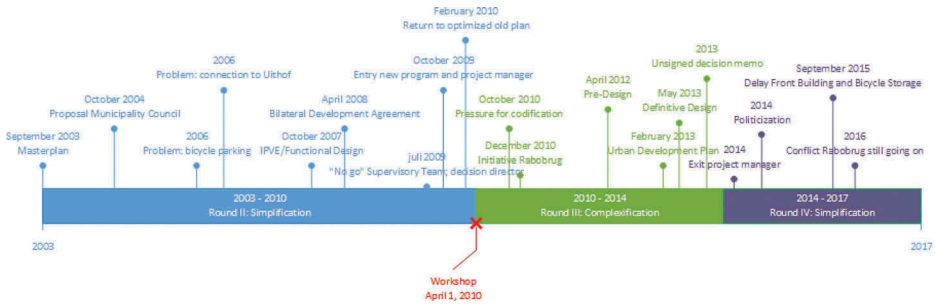 February 2010
Return to optimized old plan
2006
Problem: connection to Uithof
October 2009
Entry new program and project manager
2013
Unsigned decision memo
September 2015
Delay Front Building and Bicycle Storage
October 2004
Proposal Municipality Council
April 2008
Bilateral Development Agreement
October 2010
Pressure for codification
April 2012
Pre-Design
May 2013
Definitive Design
2014
Politicization
September 2003
Masterplan
2006
Problem: bicycle parking
October 2007
IPVE/Functional Design
juli 2009
"No go" Supervisory Team; decision director
December 2010
Initiative Rabobrug
February 2013
Urban Development Plan
2014
Exit project manager
2016
Conflict Rabobrug still going on
2003 - 2010
Round II: Simplification
2010 - 2014
Round III: Complexification
2014 - 2017
Round IV: Simplification
2003
2017
Workshop
April 1, 2010